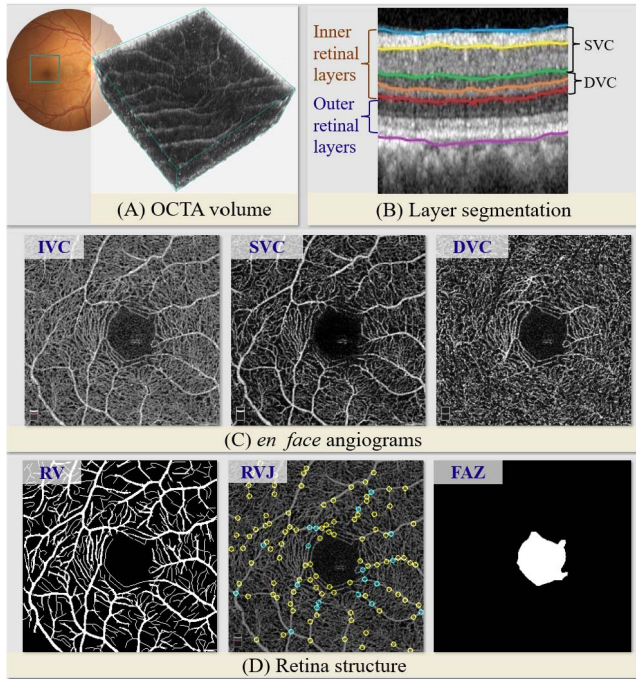 Inner
retinal
layers
Outer
retinal
layers
SVC
DVC
(A) OCTA volume
(B) Layer segmentation
IVC
SVC
DVC
(C) en face angiograms
RV
RVJ
FAZ
(D) Retina structure